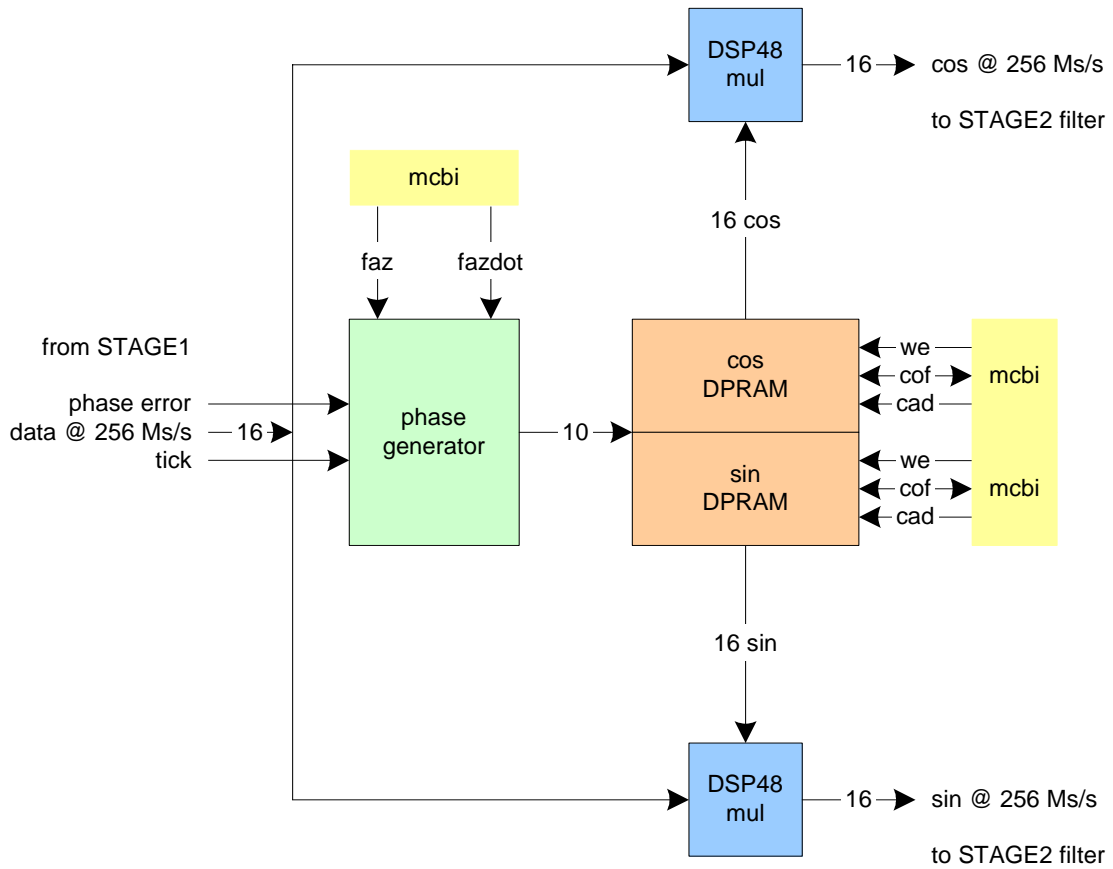 DSP48
mul
16
cos @ 256 Ms/s
to STAGE2 filter
mcbi
16 cos
faz
fazdot
from STAGE1
phase error
data @ 256 Ms/s
16
tick
phase
generator
10
cos
DPRAM
we
cof
cad
mcbi
sin
DPRAM
we
cof
cad
mcbi
16 sin
DSP48
mul
16
sin @ 256 Ms/s
to STAGE2 filter